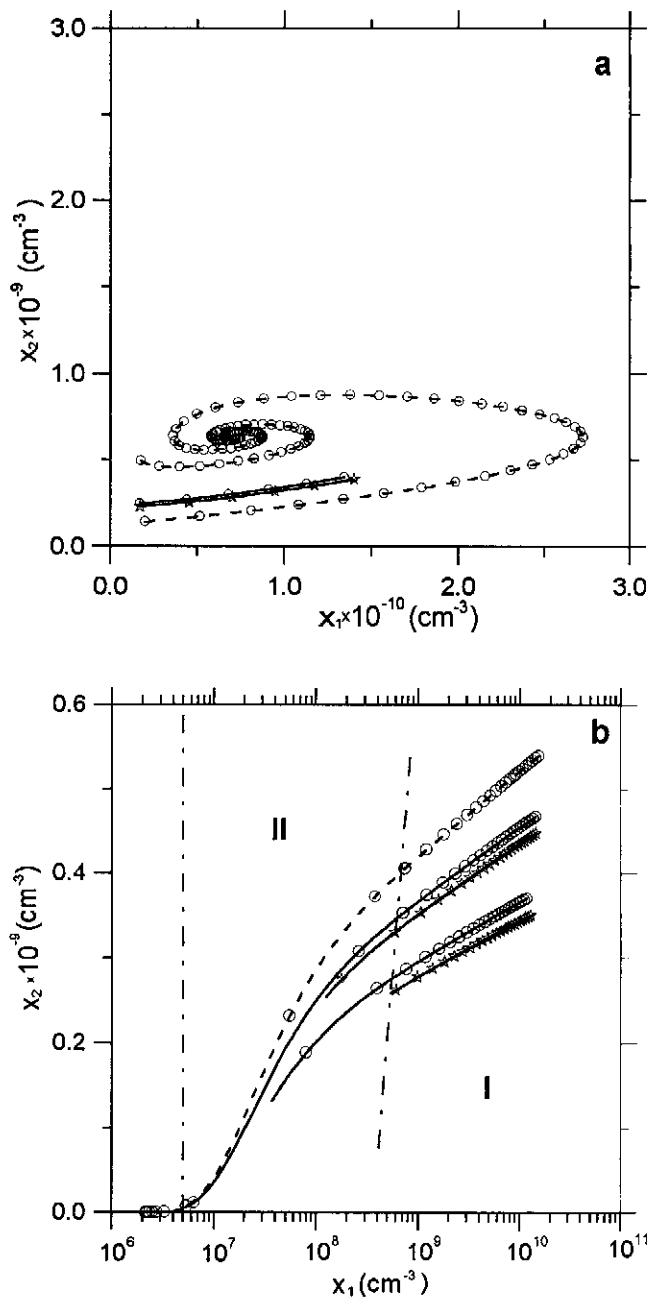 3.0
a
2.0
x₂×10⁻⁹ (cm⁻³)
1.0
0.0
0.0 1.0 2.0 3.0
x₁×10⁻¹⁰ (cm⁻³)
0.6
b
II
0.4
x₂×10⁻⁹ (cm⁻³)
0.2
I
0.0
10⁶ 10⁷ 10⁸ 10⁹ 10¹⁰ 10¹¹
x₁(cm⁻³)